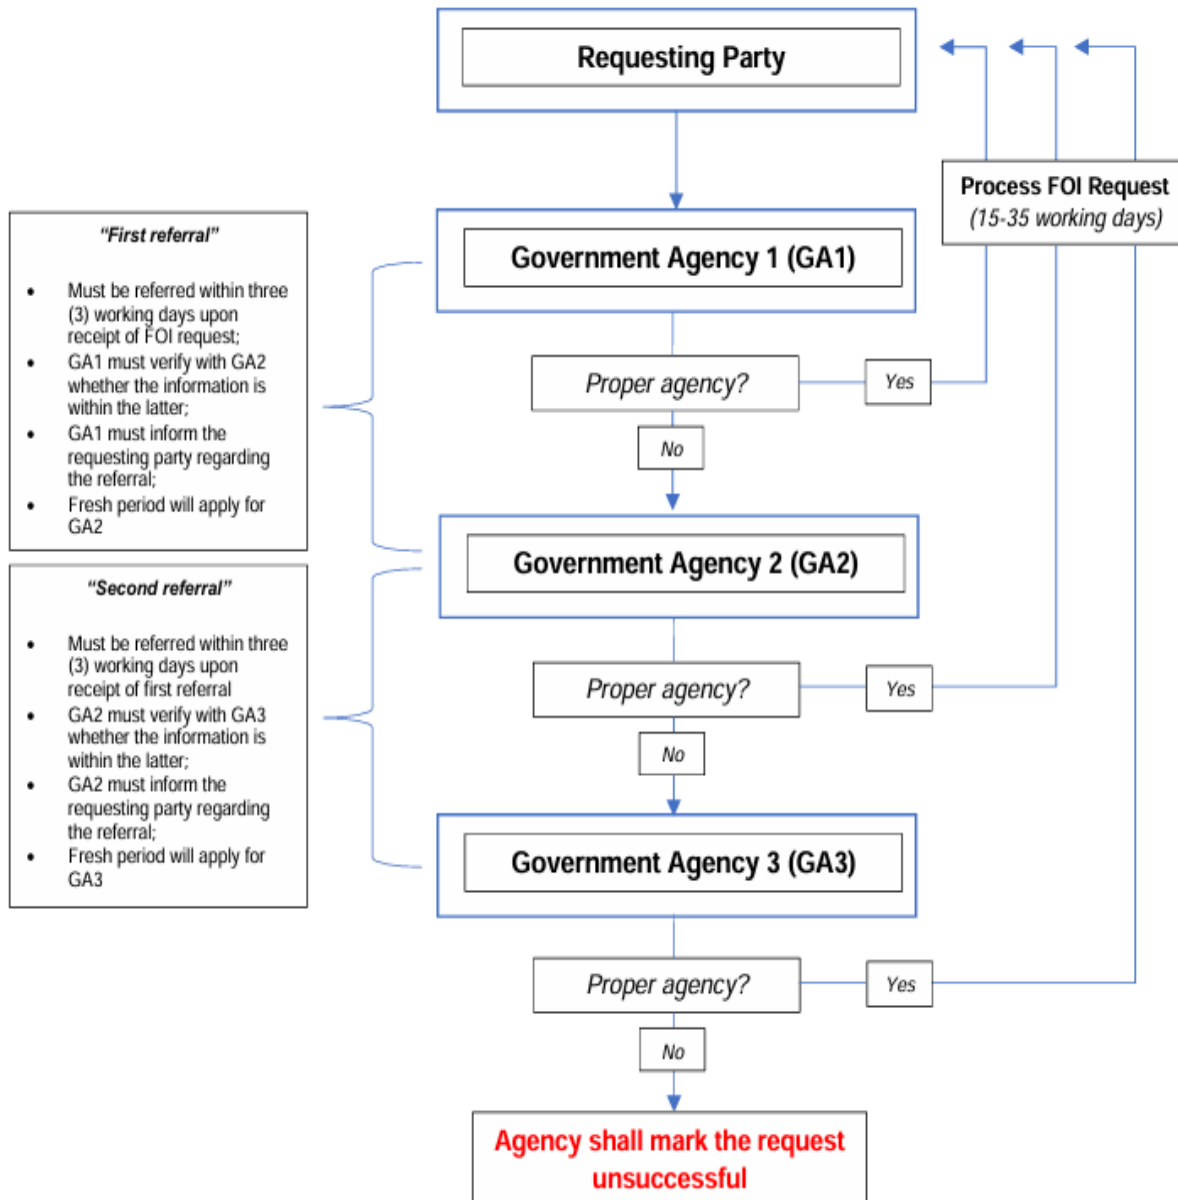 Requesting Party
Process FOI Request
(15-35 working days)
“First referral”
• Must be referred within three
(3) working days upon
receipt of FOI request;
• GA1 must verify with GA2
whether the information is
within the latter;
• GA1 must inform the
requesting party regarding
the referral;
• Fresh period will apply for
GA2
Government Agency 1 (GA1)
Proper agency?
Yes
No
Government Agency 2 (GA2)
“Second referral”
• Must be referred within three
(3) working days upon
receipt of first referral
• GA2 must verify with GA3
whether the information is
within the latter;
• GA2 must inform the
requesting party regarding
the referral;
• Fresh period will apply for
GA3
Proper agency?
Yes
No
Government Agency 3 (GA3)
Proper agency?
Yes
No
Agency shall mark the request
unsuccessful